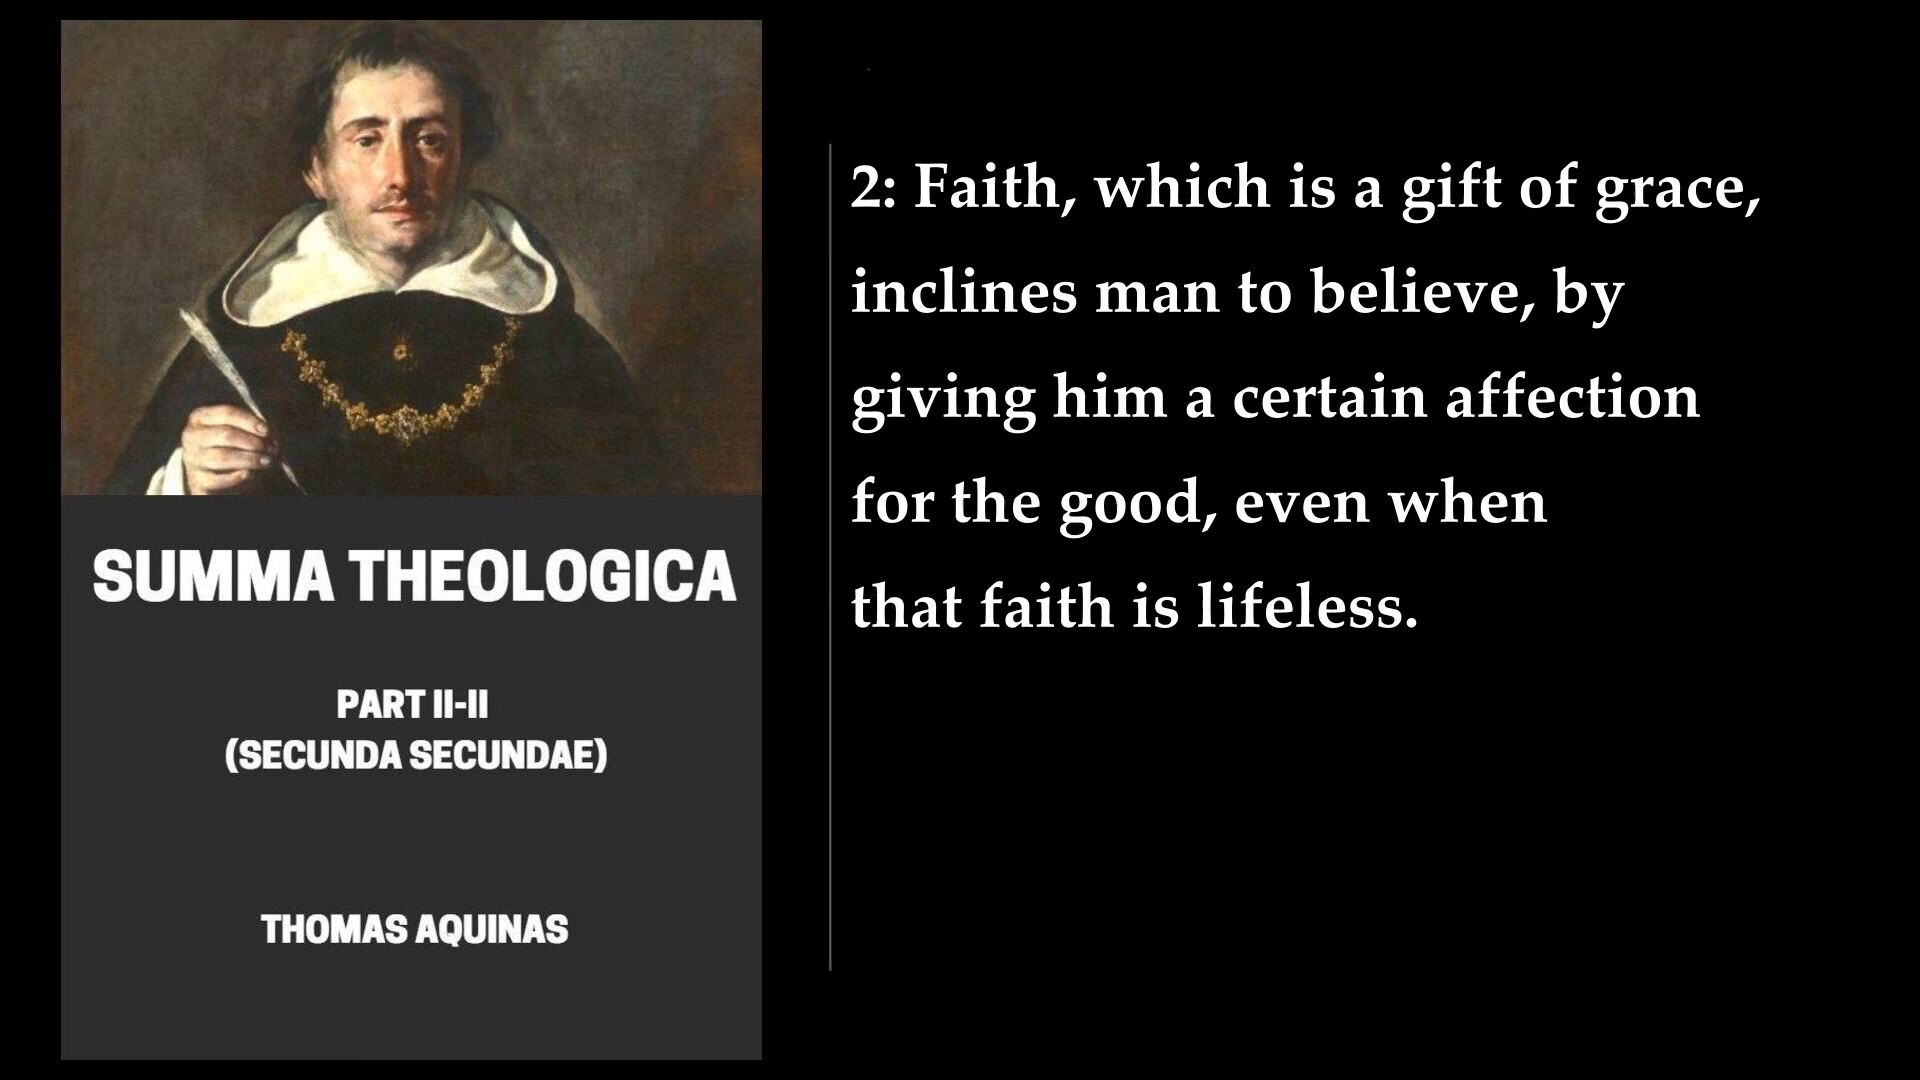 SUMMA THEOLOGICA
PART II-II
(SECUNDA SECUNDAE)
THOMAS AQUINAS
2: Faith, which is a gift of grace,
inclines man to believe, by
giving him a certain affection
for the good, even when
that faith is lifeless.